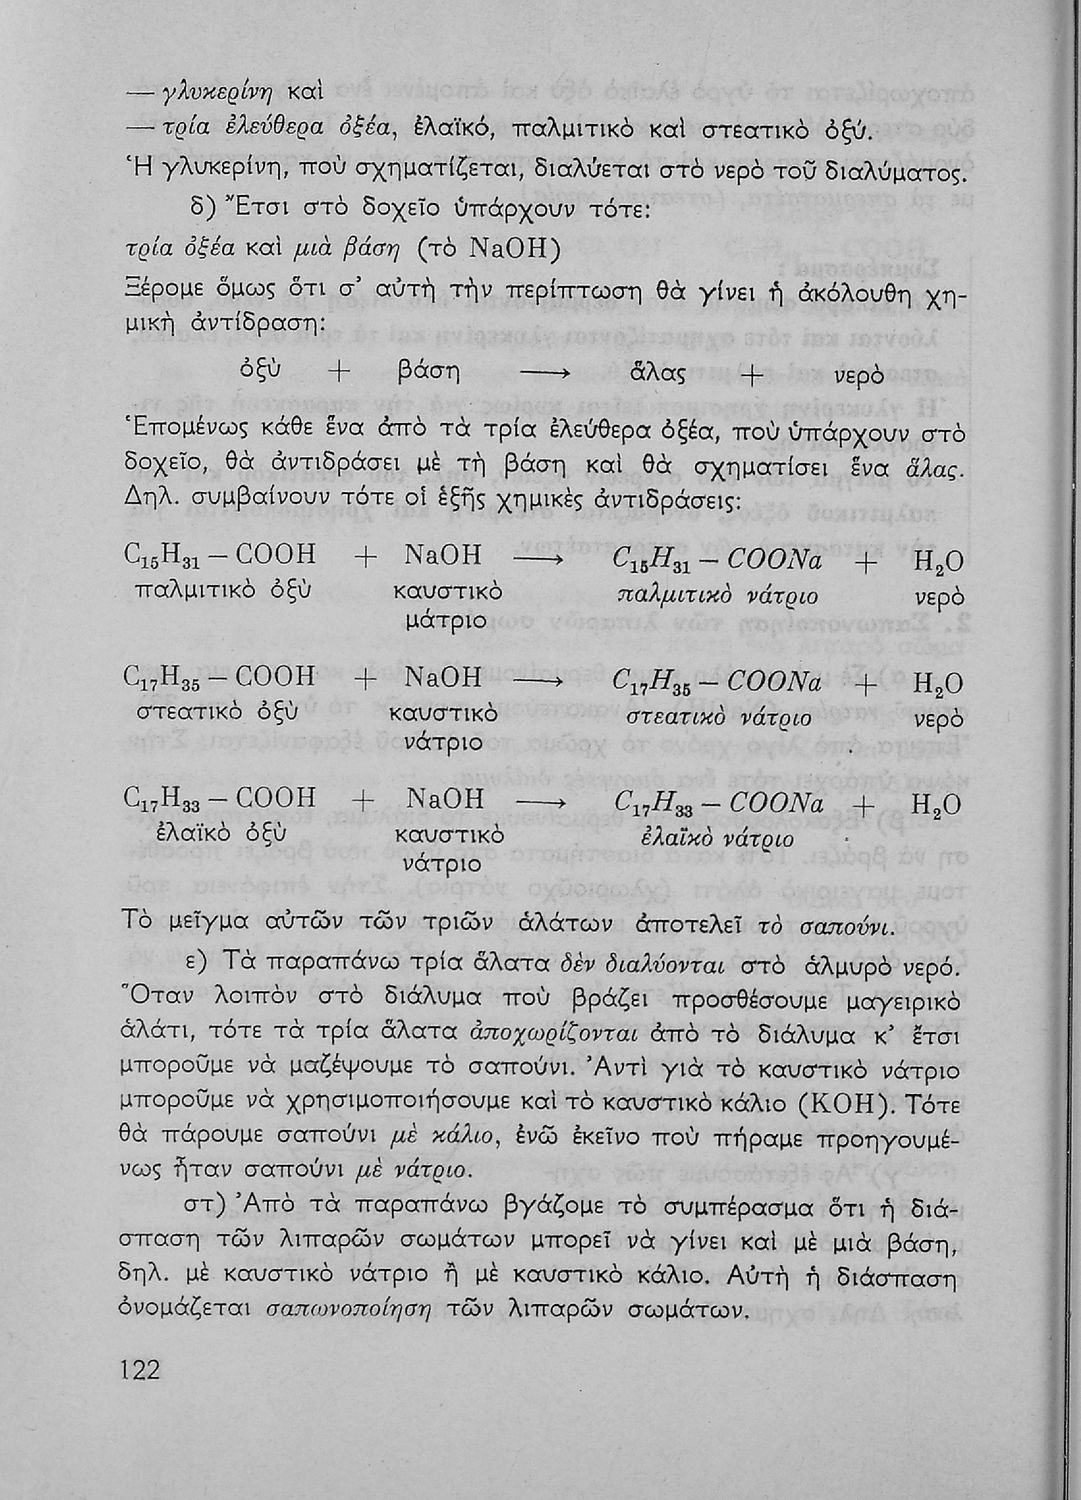 — γλυκερίνη καὶ
— τρία ἐλεύθερα ὀξέα, ἐλαϊκό, παλμιτικὸ καὶ στεατικὸ ὀξύ.
Ἡ γλυκερίνη, ποὺ σχηματίζεται, διαλύεται στὸ νερὸ τοῦ διαλύματος.
δ) Ἔτσι στὸ δοχεῖο ὑπάρχουν τότε:
τρία ὀξέα καὶ μιὰ βάση (τὸ NaOH)
Ξέρομε ὅμως ὅτι σ’ αὐτὴ τὴν περίπτωση θὰ γίνει ἡ ἀκόλουθη χη-
μικὴ ἀντίδραση:
ὀξὺ + βάση ⟶ ἅλας + νερὸ
Ἑπομένως κάθε ἕνα ἀπὸ τὰ τρία ἐλεύθερα ὀξέα, ποὺ ὑπάρχουν στὸ
δοχεῖο, θὰ ἀντιδράσει μὲ τὴ βάση καὶ θὰ σχηματίσει ἕνα ἅλας.
Δηλ. συμβαίνουν τότε οἱ ἑξῆς χημικὲς ἀντιδράσεις:
C₁₅H₃₁ — COOH + NaOH ⟶ C₁₅H₃₁ — COONa + H₂O
παλμιτικὸ ὀξὺ καυστικὸ παλμιτικὸ νάτριο νερὸ
μάτριο
C₁₇H₃₅ — COOH + NaOH ⟶ C₁₇H₃₅ — COONa + H₂O
στεατικὸ ὀξὺ καυστικὸ στεατικὸ νάτριο νερὸ
νάτριο
C₁₇H₃₃ — COOH + NaOH ⟶ C₁₇H₃₃ — COONa + H₂O
ἐλαϊκὸ ὀξὺ καυστικὸ ἐλαϊκὸ νάτριο
νάτριο
Τὸ μεῖγμα αὐτῶν τῶν τριῶν ἁλάτων ἀποτελεῖ τὸ σαπούνι.
ε) Τὰ παραπάνω τρία ἅλατα δὲν διαλύονται στὸ ἁλμυρὸ νερό.
Ὅταν λοιπὸν στὸ διάλυμα ποὺ βράζει προσθέσουμε μαγειρικὸ
ἁλάτι, τότε τὰ τρία ἅλατα ἀποχωρίζονται ἀπὸ τὸ διάλυμα κ’ ἔτσι
μποροῦμε νὰ μαζέψουμε τὸ σαπούνι. Ἀντὶ γιὰ τὸ καυστικὸ νάτριο
μποροῦμε νὰ χρησιμοποιήσουμε καὶ τὸ καυστικὸ κάλιο (KOH). Τότε
θὰ πάρουμε σαπούνι μὲ κάλιο, ἐνῶ ἐκεῖνο ποὺ πήραμε προηγουμέ-
νως ἦταν σαπούνι μὲ νάτριο.
στ) Ἀπὸ τὰ παραπάνω βγάζομε τὸ συμπέρασμα ὅτι ἡ διά-
σπαση τῶν λιπαρῶν σωμάτων μπορεῖ νὰ γίνει καὶ μὲ μιὰ βάση,
δηλ. μὲ καυστικὸ νάτριο ἢ μὲ καυστικὸ κάλιο. Αὐτὴ ἡ διάσπαση
ὀνομάζεται σαπωνοποίηση τῶν λιπαρῶν σωμάτων.
122